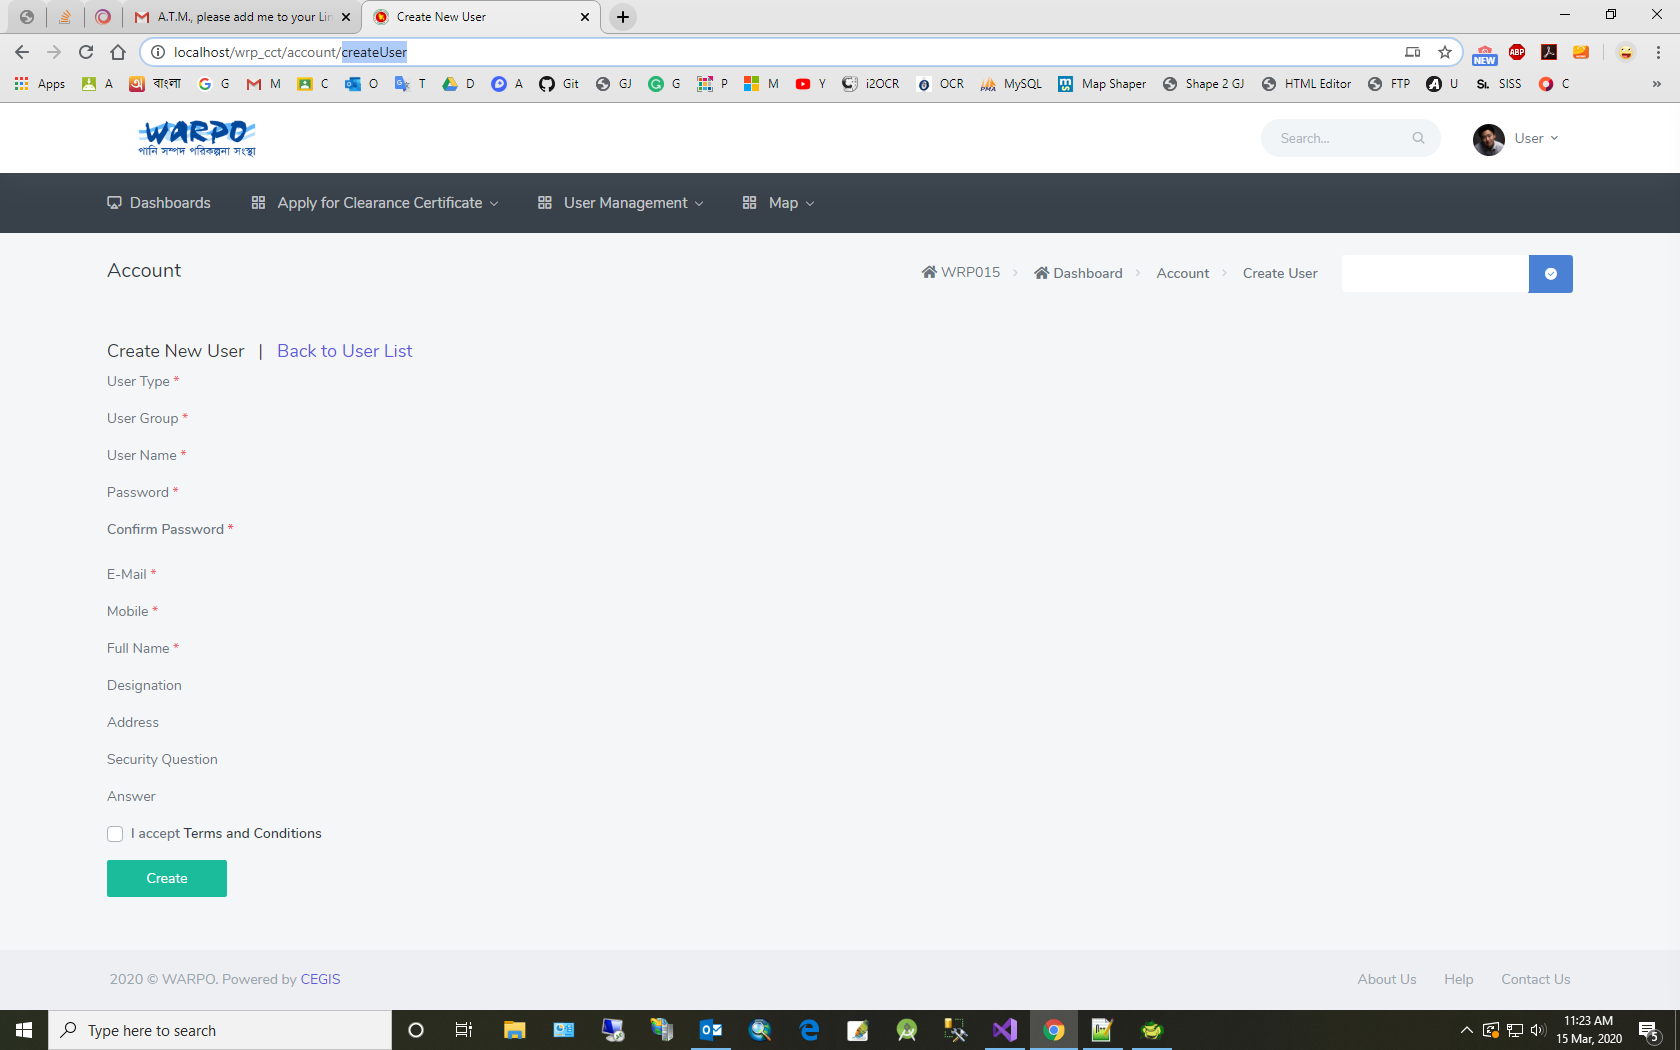 A.T.M., please add me to your Lin
Create New User
localhost/wrp_cct/account/createUser
NEW
ABP
Apps A বাংলা G M C O T D A Git GJ G P M Y i2OCR OCR MySQL Map Shaper Shape 2 GJ HTML Editor FTP U SISS C
WARPO
পানি সম্পদ পরিকল্পনা সংস্থা
Search...
User
Dashboards Apply for Clearance Certificate User Management Map
Account
WRP015 > Dashboard > Account > Create User
Create New User | Back to User List
User Type *
User Group *
User Name *
Password *
Confirm Password *
E-Mail *
Mobile *
Full Name *
Designation
Address
Security Question
Answer
I accept Terms and Conditions
Create
2020 © WARPO. Powered by CEGIS
About Us Help Contact Us
Type here to search
11:23 AM
15 Mar, 2020
5